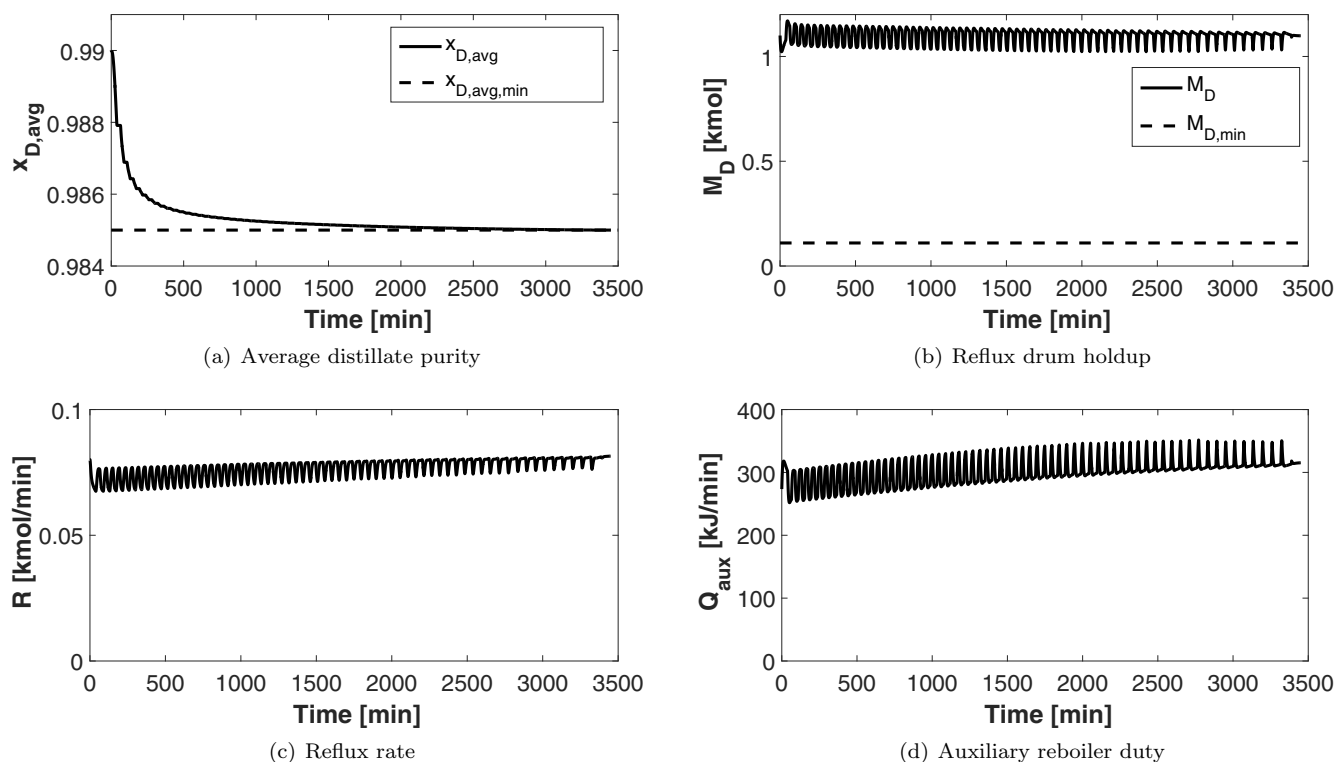 x_D,avg
0.984
0.986
0.988
0.99
x_D,avg
x_D,avg,min
0 500 1000 1500 2000 2500 3000 3500
Time [min]
(a) Average distillate purity
M_D [kmol]
0
0.5
1
M_D
M_D,min
0 500 1000 1500 2000 2500 3000 3500
Time [min]
(b) Reflux drum holdup
R [kmol/min]
0
0.05
0.1
0 500 1000 1500 2000 2500 3000 3500
Time [min]
(c) Reflux rate
Q_aux [kJ/min]
0
100
200
300
400
0 500 1000 1500 2000 2500 3000 3500
Time [min]
(d) Auxiliary reboiler duty